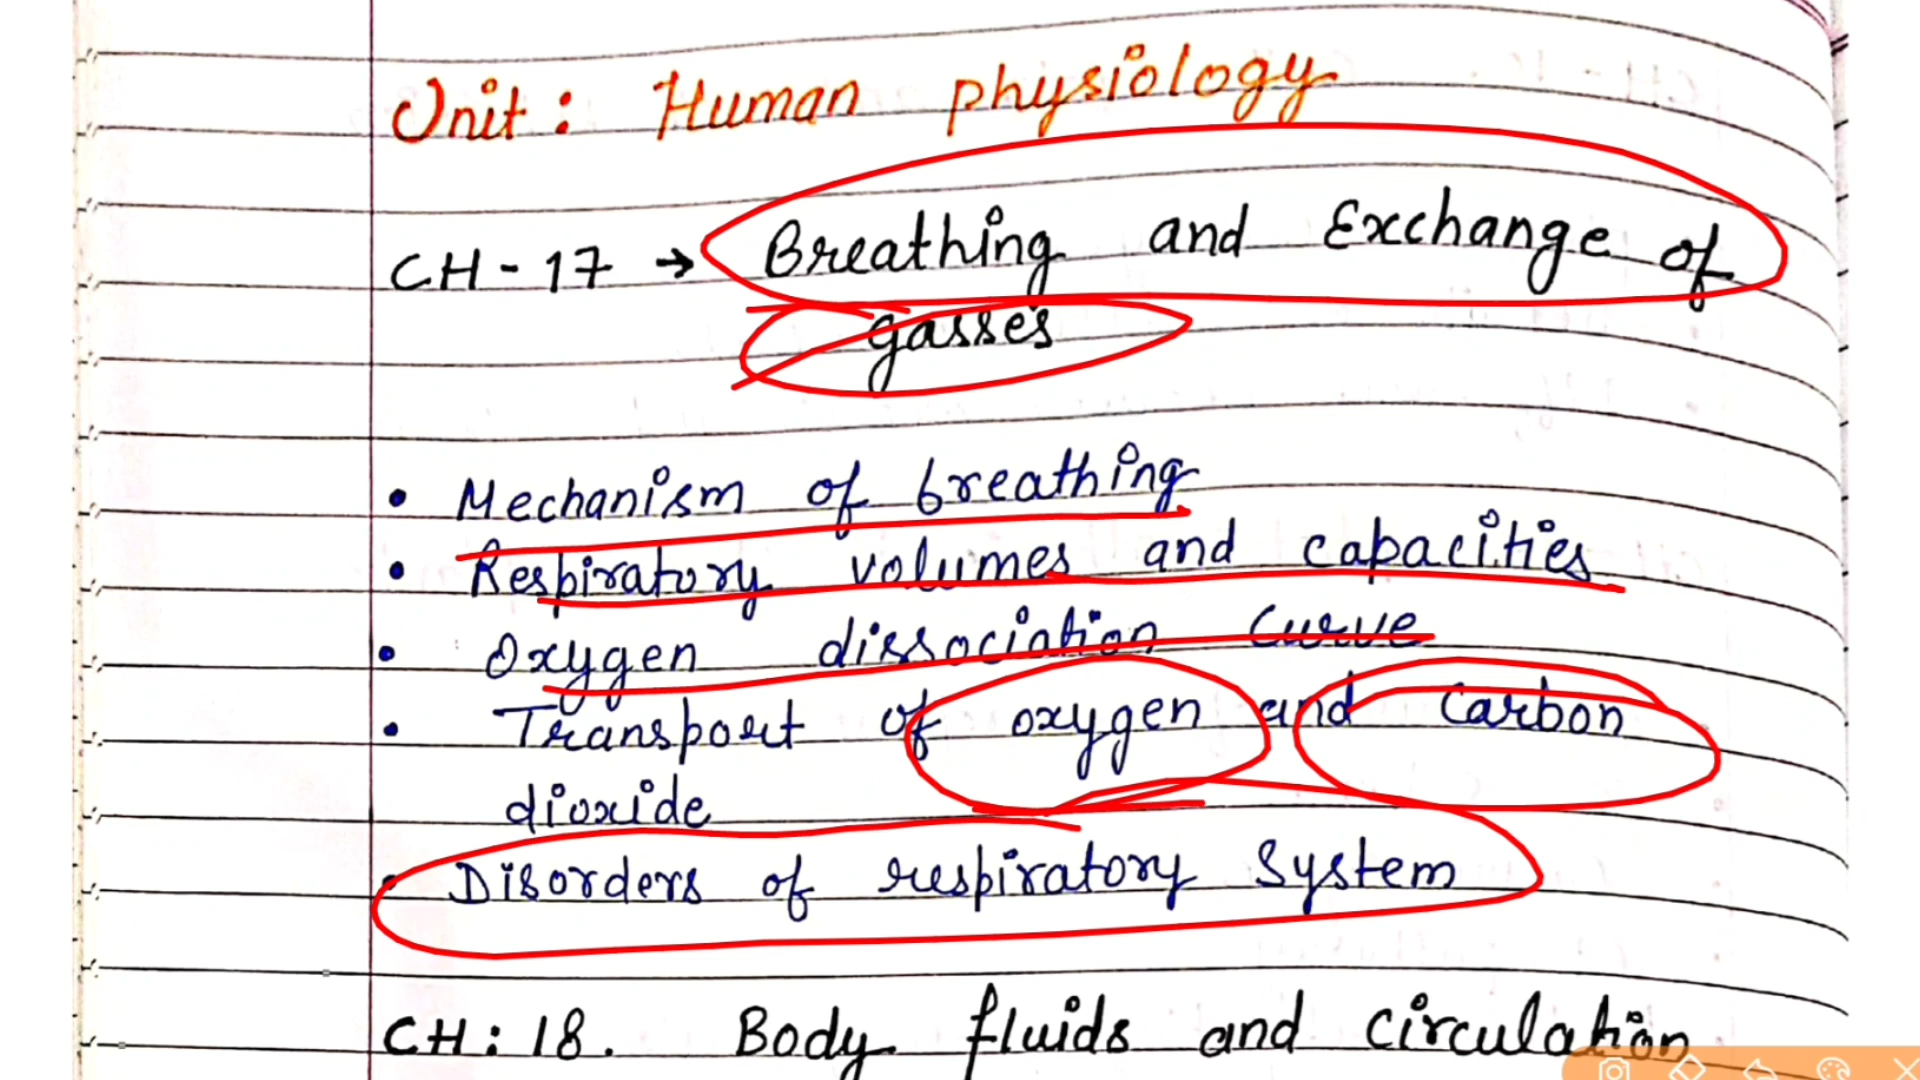 Unit: Human physiology
CH-17 → Breathing and Exchange of
gasses
• Mechanism of breathing
• Respiratory volumes and capacities
• Oxygen dissociation curve
• Transport of oxygen and carbon
dioxide
• Disorders of respiratory system
CH: 18. Body fluids and circulation